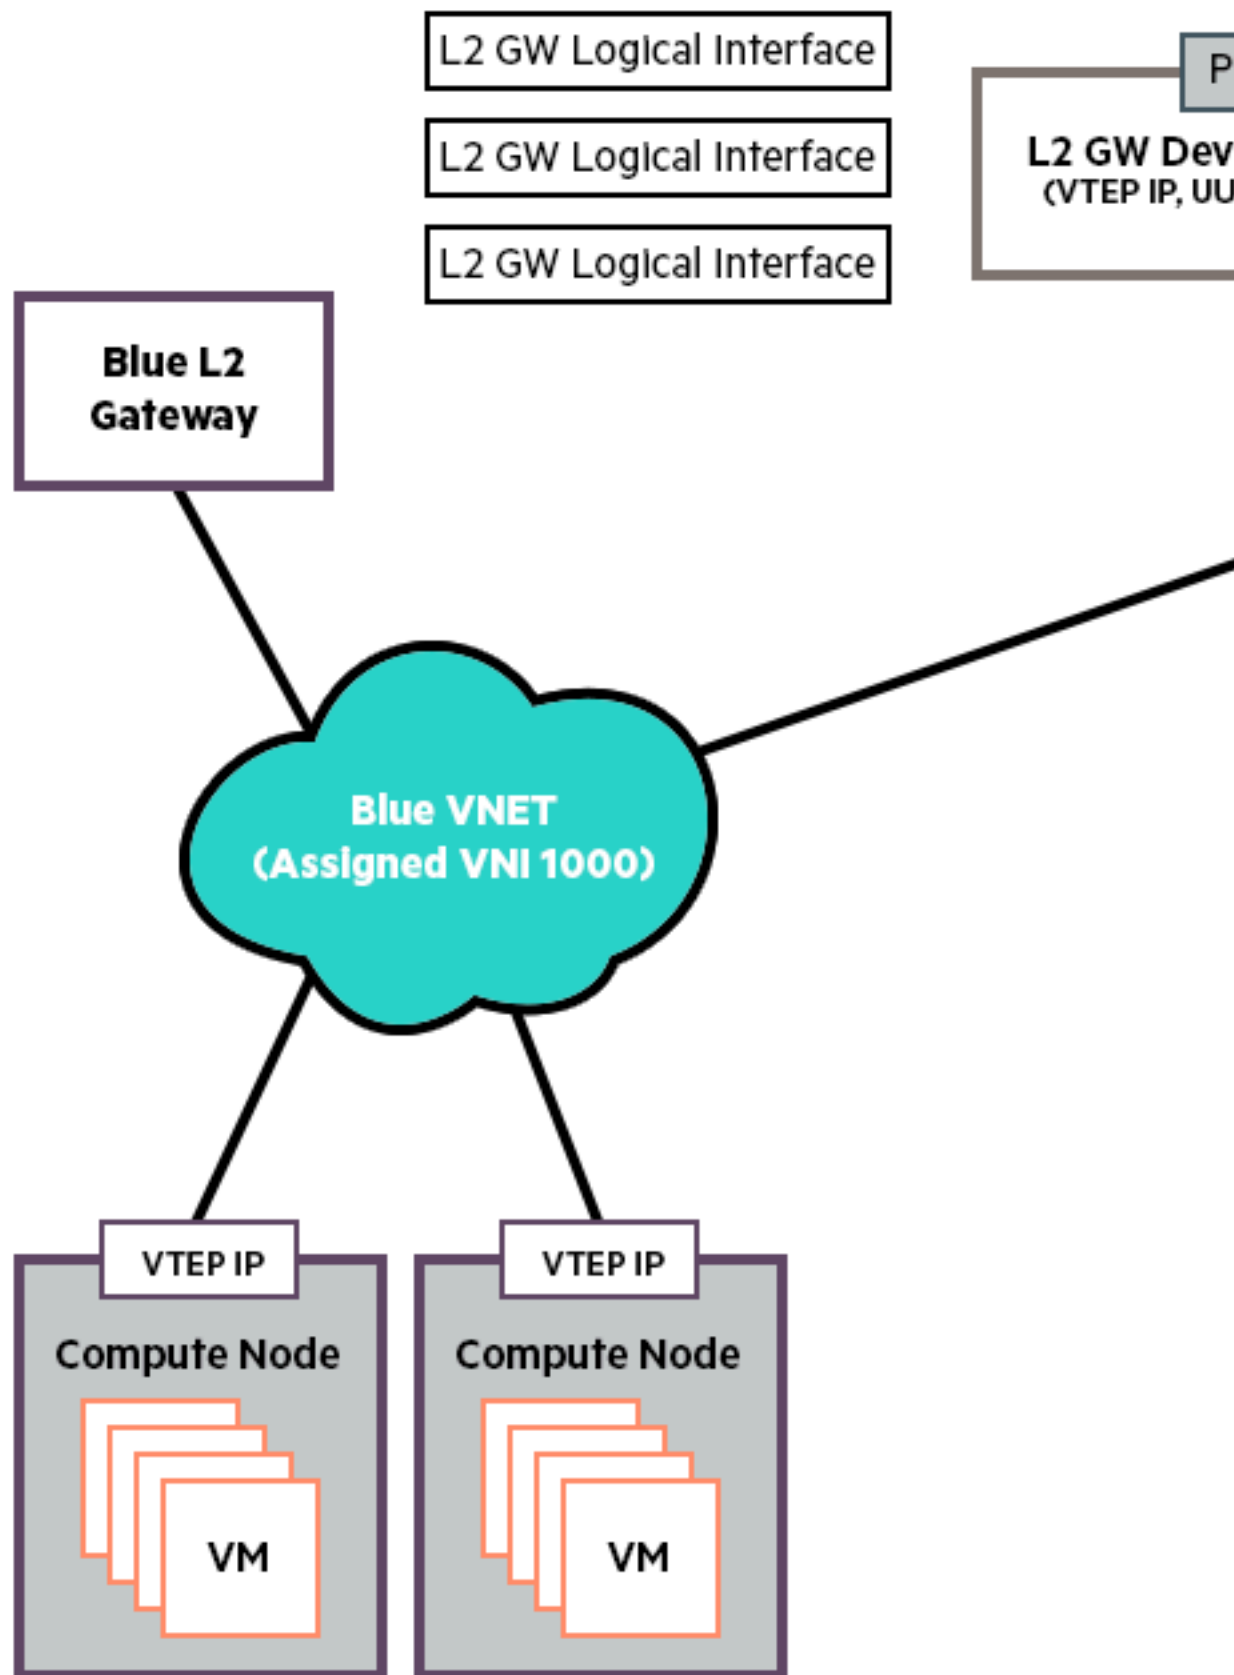 L2 GW Logical Interface
L2 GW Logical Interface
L2 GW Logical Interface
P
L2 GW Dev
(VTEP IP, UU
Blue L2
Gateway
Blue VNET
(Assigned VNI 1000)
VTEP IP
Compute Node
VM
VTEP IP
Compute Node
VM